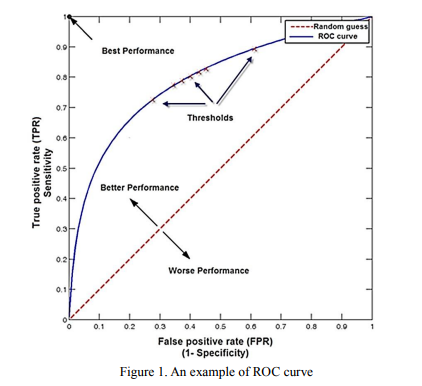 1
0.9
0.8
0.7
0.6
0.5
0.4
0.3
0.2
0.1
0
True positive rate (TPR)
Sensitivity
Best Performance
Random guess
ROC curve
Thresholds
Better Performance
Worse Performance
0 0.1 0.2 0.3 0.4 0.5 0.6 0.7 0.8 0.9 1
False positive rate (FPR)
(1- Specificity)
Figure 1. An example of ROC curve